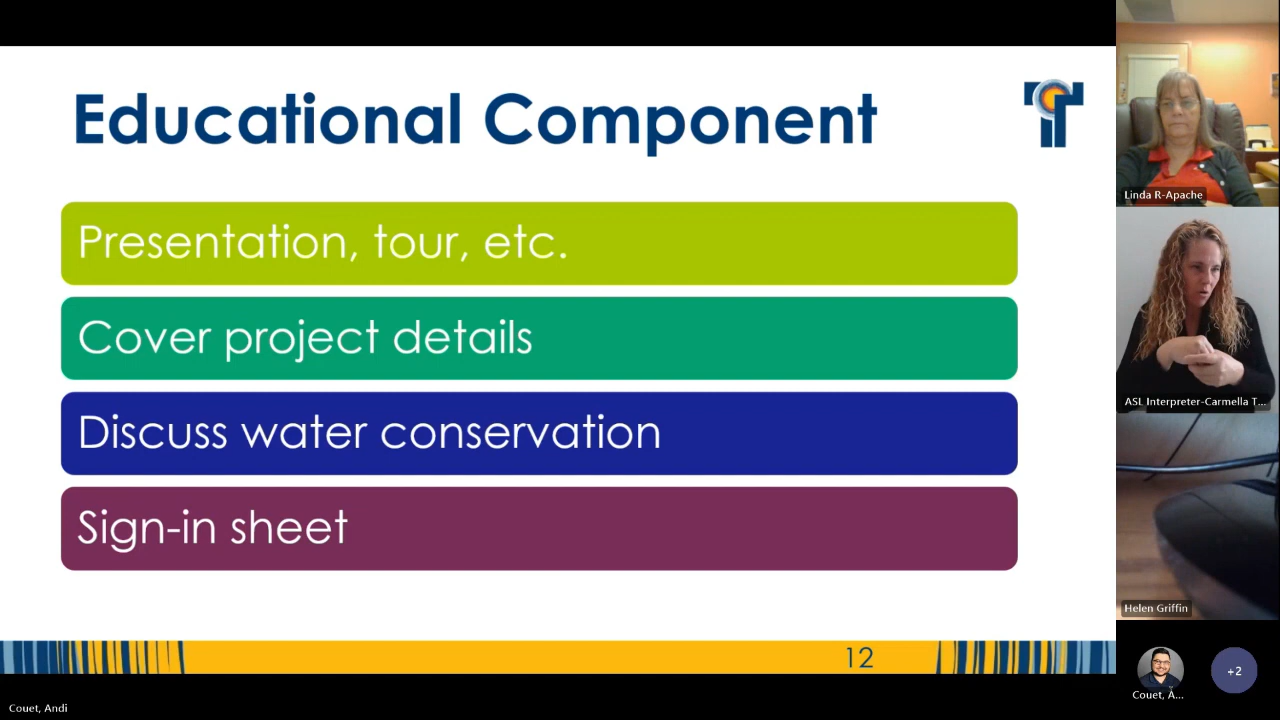 Educational Component
Presentation, tour, etc.
Cover project details
Discuss water conservation
Sign-in sheet
12
Linda R-Apache
ASL Interpreter-Carmella T...
Helen Griffin
Couet, A...
+2
Couet, Andi